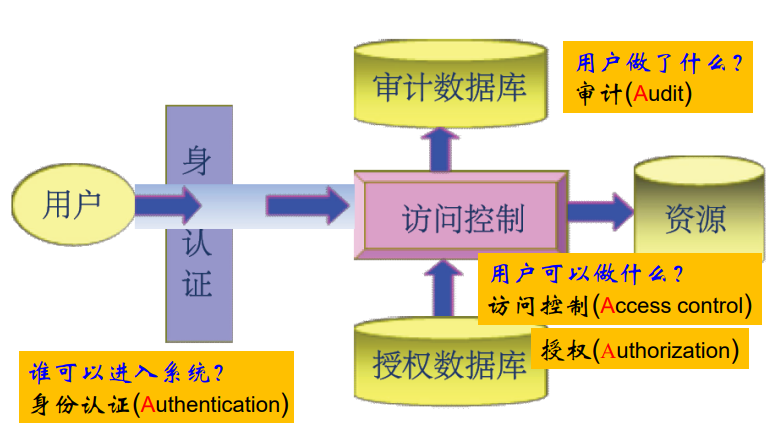 审计数据库
用户做了什么?
审计(Audit)
身
认
证
用户
访问控制
资源
用户可以做什么?
访问控制(Access control)
授权数据库
授权(Authorization)
谁可以进入系统?
身份认证(Authentication)